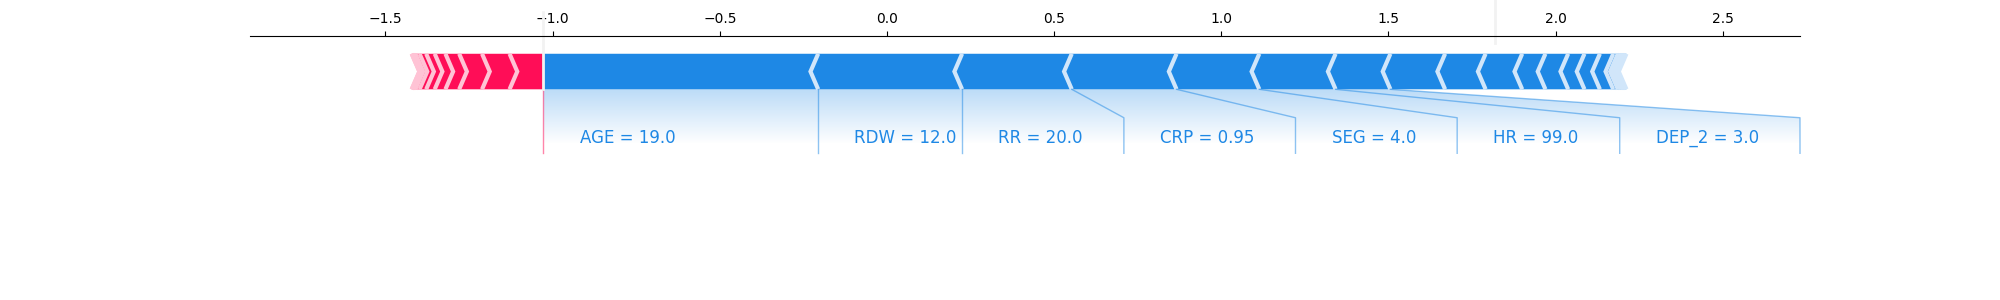 −1.5 -1.0 −0.5 0.0 0.5 1.0 1.5 2.0 2.5
AGE = 19.0 RDW = 12.0 RR = 20.0 CRP = 0.95 SEG = 4.0 HR = 99.0 DEP_2 = 3.0